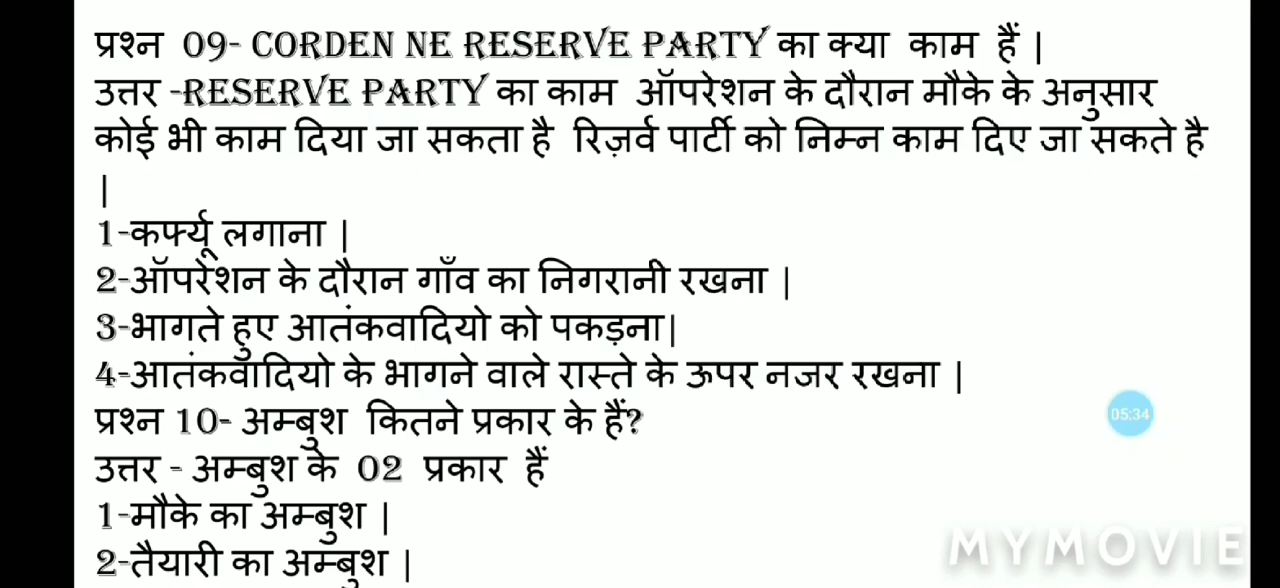 प्रश्न 09- CORDEN NE RESERVE PARTY का क्या काम हैं |
उत्तर -RESERVE PARTY का काम ऑपरेशन के दौरान मौके के अनुसार
कोई भी काम दिया जा सकता है रिज़र्व पार्टी को निम्न काम दिए जा सकते है
|
1-कर्फ्यू लगाना |
2-ऑपरेशन के दौरान गाँव का निगरानी रखना |
3-भागते हुए आतंकवादियो को पकड़ना|
4-आतंकवादियो के भागने वाले रास्ते के ऊपर नजर रखना |
05:34
प्रश्न 10- अम्बुश कितने प्रकार के हैं?
उत्तर - अम्बुश के 02 प्रकार हैं
1-मौके का अम्बुश |
2-तैयारी का अम्बुश |
MYMOVIE